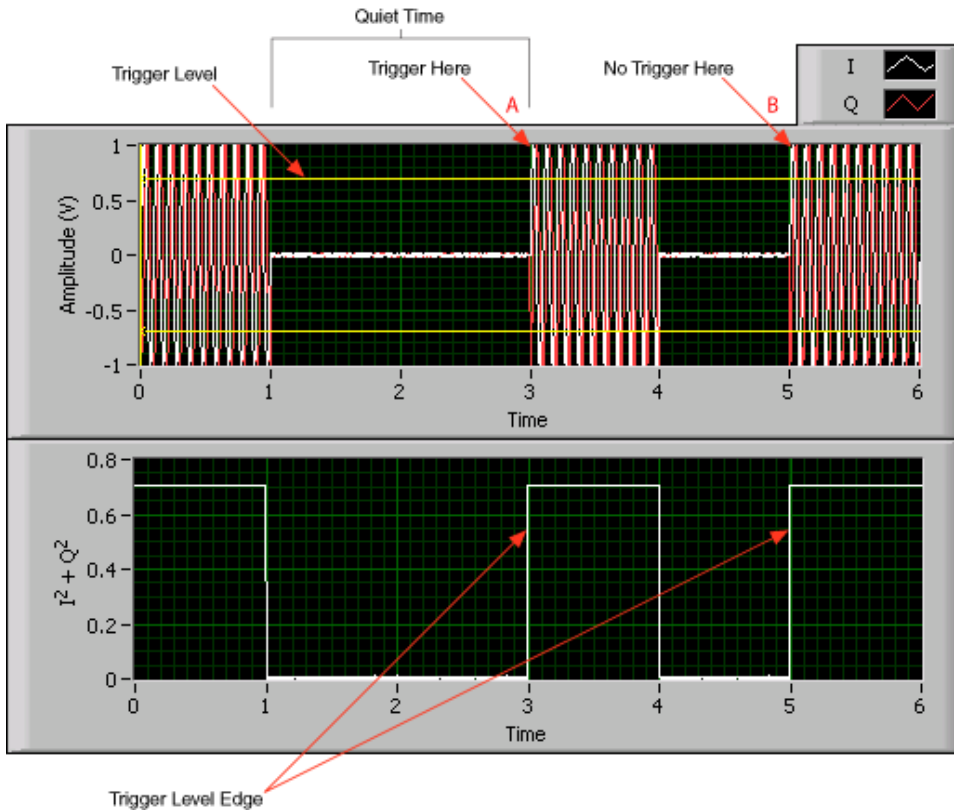 Quiet Time
Trigger Level
Trigger Here
No Trigger Here
A
B
I
Q
Amplitude (V)
1
0.5
0
-0.5
-1
0 1 2 3 4 5 6
Time
I² + Q²
0.8
0.6
0.4
0.2
0
0 1 2 3 4 5 6
Time
Trigger Level Edge